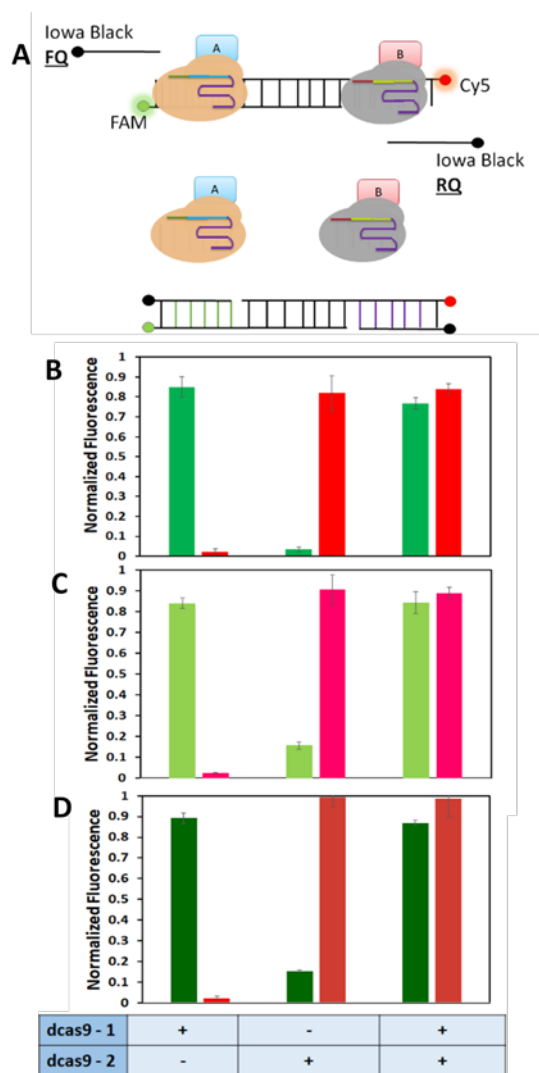 Iowa Black
FQ
A
A
B
Cy5
FAM
Iowa Black
RQ
A
B
B
Normalized Fluorescence
1
0.9
0.8
0.7
0.6
0.5
0.4
0.3
0.2
0.1
0
C
Normalized Fluorescence
1
0.9
0.8
0.7
0.6
0.5
0.4
0.3
0.2
0.1
0
D
Normalized Fluorescence
1
0.9
0.8
0.7
0.6
0.5
0.4
0.3
0.2
0.1
0
dcas9 - 1 + - +
dcas9 - 2 - + +